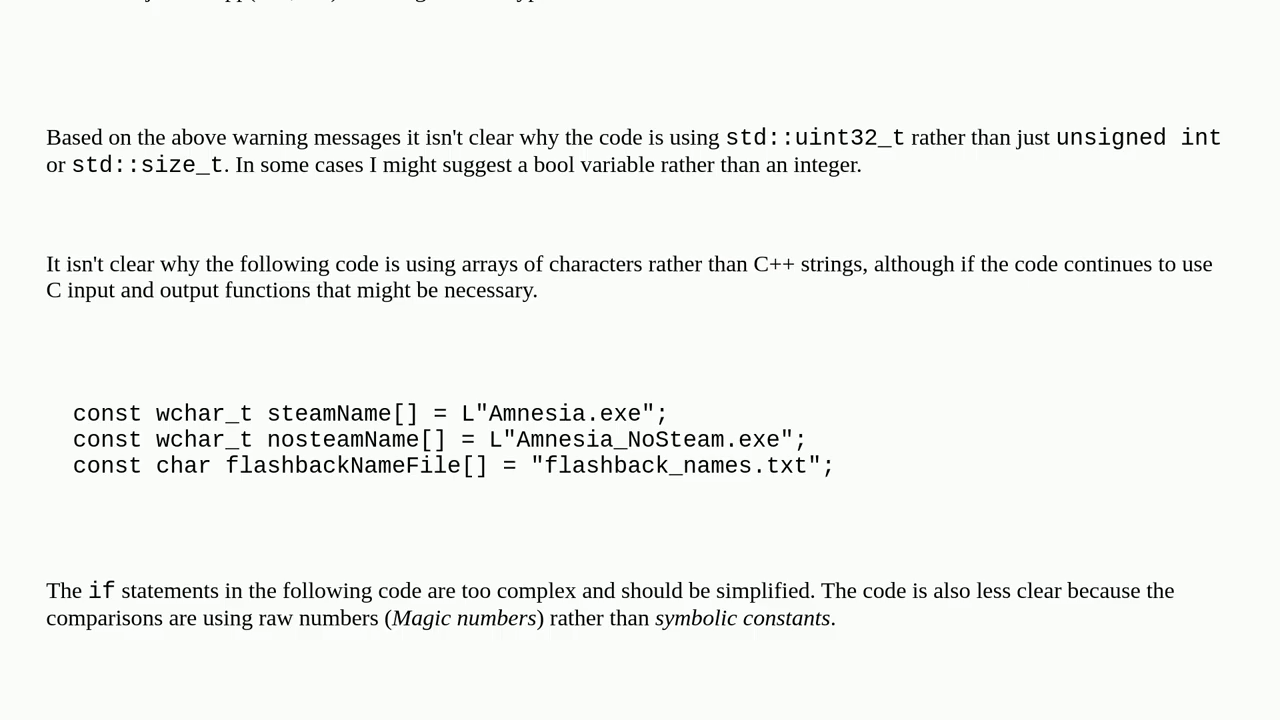 Based on the above warning messages it isn't clear why the code is using std::uint32_t rather than just unsigned int
or std::size_t. In some cases I might suggest a bool variable rather than an integer.
It isn't clear why the following code is using arrays of characters rather than C++ strings, although if the code continues to use
C input and output functions that might be necessary.
const wchar_t steamName[] = L"Amnesia.exe";
const wchar_t nosteamName[] = L"Amnesia_NoSteam.exe";
const char flashbackNameFile[] = "flashback_names.txt";
The if statements in the following code are too complex and should be simplified. The code is also less clear because the
comparisons are using raw numbers (Magic numbers) rather than symbolic constants.